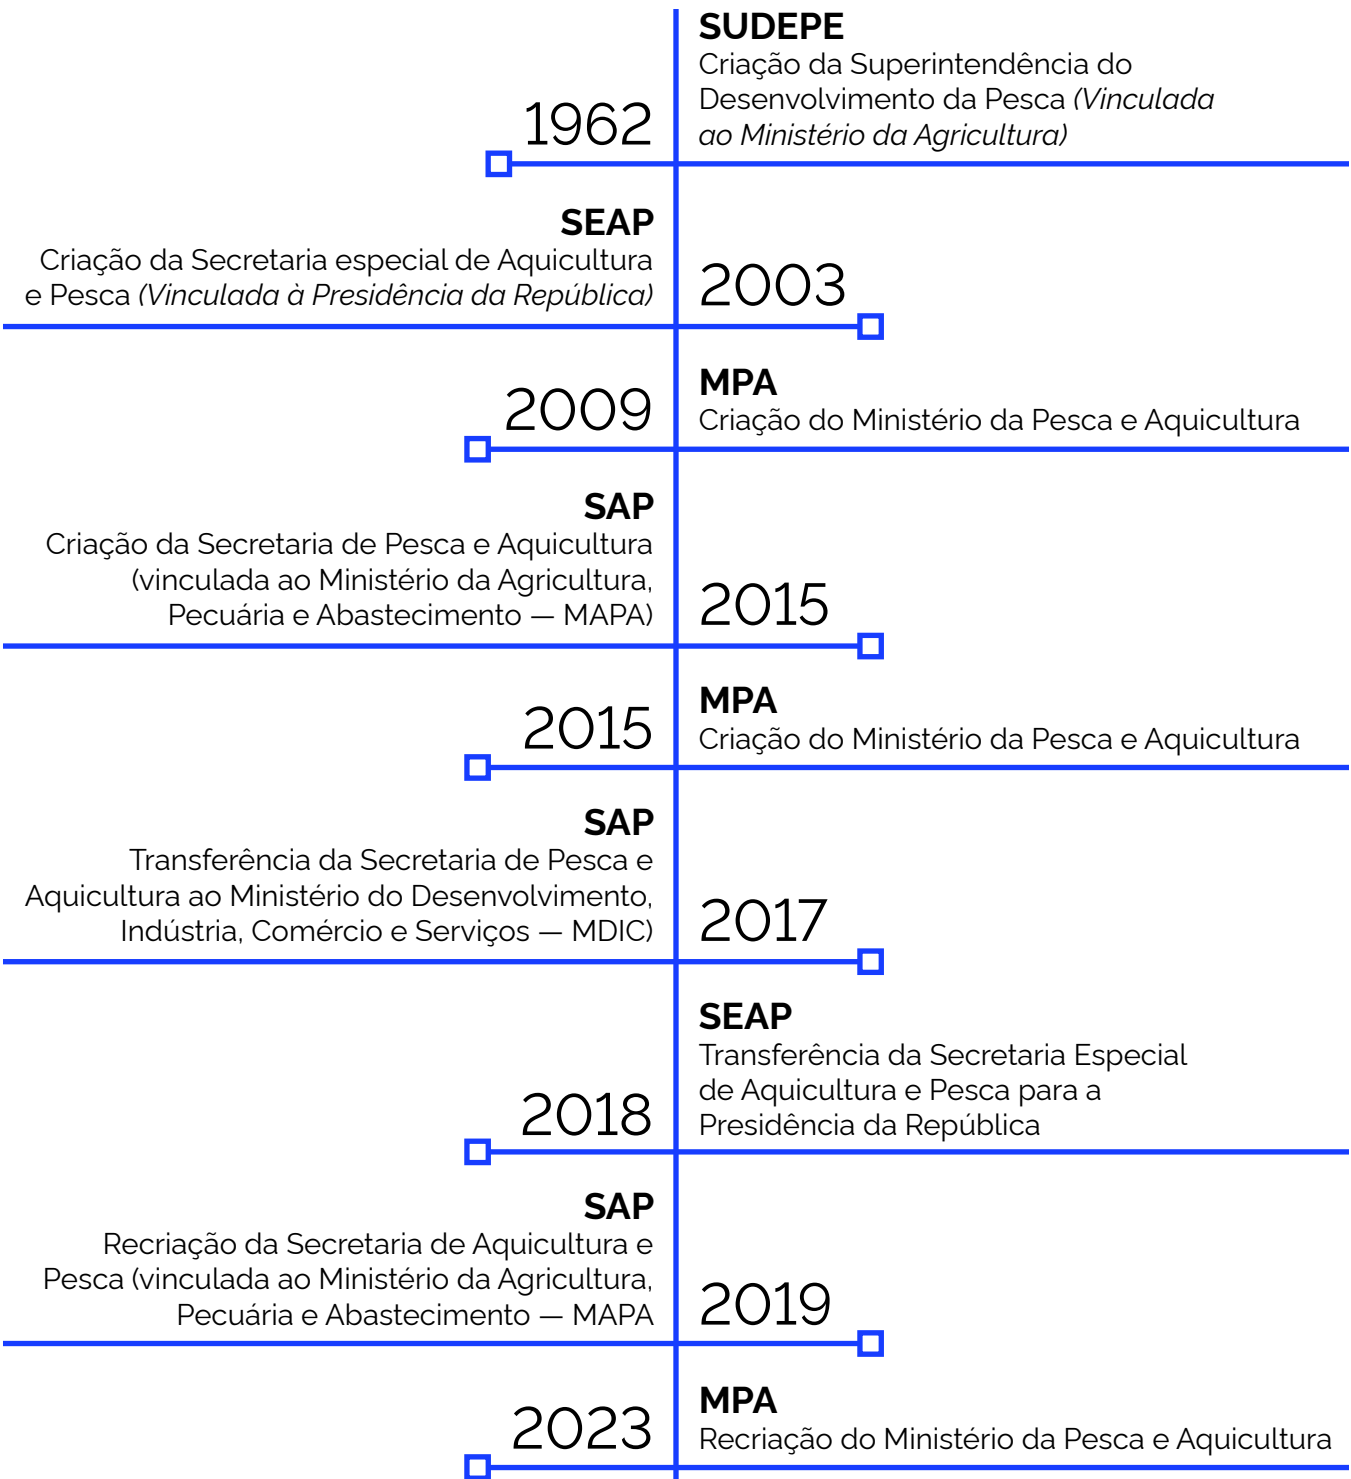 SUDEPE
Criação da Superintendência do
Desenvolvimento da Pesca (Vinculada
ao Ministério da Agricultura)
1962
SEAP
Criação da Secretaria especial de Aquicultura
e Pesca (Vinculada à Presidência da República)
2003
MPA
Criação do Ministério da Pesca e Aquicultura
2009
SAP
Criação da Secretaria de Pesca e Aquicultura
(vinculada ao Ministério da Agricultura,
Pecuária e Abastecimento — MAPA)
2015
MPA
Criação do Ministério da Pesca e Aquicultura
2015
SAP
Transferência da Secretaria de Pesca e
Aquicultura ao Ministério do Desenvolvimento,
Indústria, Comércio e Serviços — MDIC)
2017
SEAP
Transferência da Secretaria Especial
de Aquicultura e Pesca para a
Presidência da República
2018
SAP
Recriação da Secretaria de Aquicultura e
Pesca (vinculada ao Ministério da Agricultura,
Pecuária e Abastecimento — MAPA
2019
MPA
Recriação do Ministério da Pesca e Aquicultura
2023